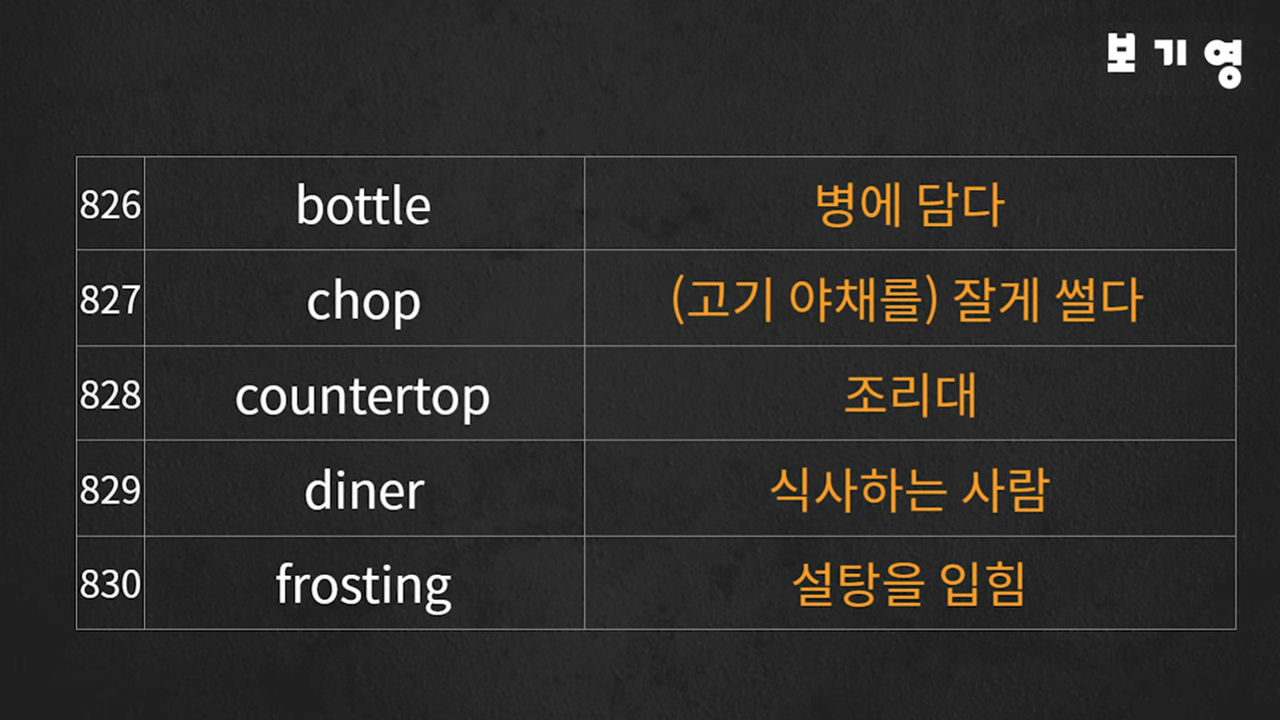 보기영
826 bottle 병에 담다
827 chop (고기 야채를) 잘게 썰다
828 countertop 조리대
829 diner 식사하는 사람
830 frosting 설탕을 입힘